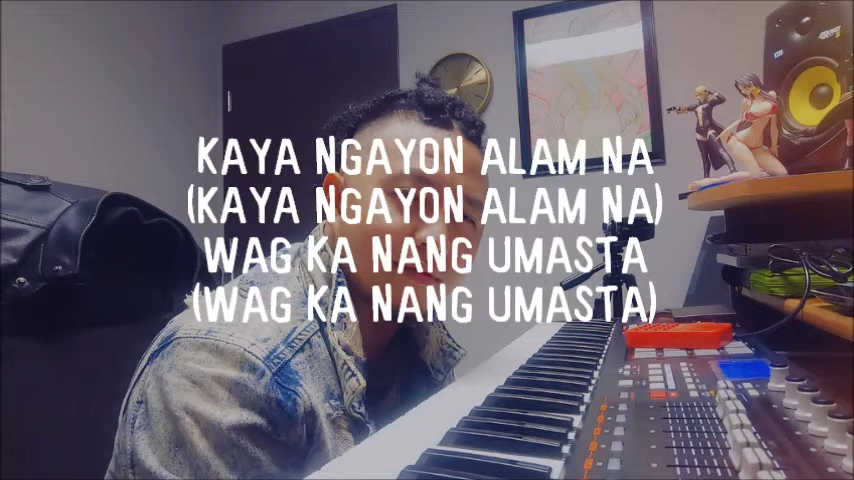 KAYA NGAYON ALAM NA
(KAYA NGAYON ALAM NA)
WAG KA NANG UMASTA
(WAG KA NANG UMASTA)